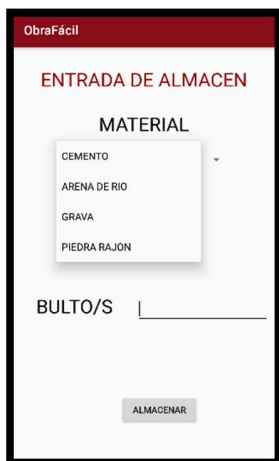 ObraFácil
ENTRADA DE ALMACEN
MATERIAL
CEMENTO
ARENA DE RIO
GRAVA
PIEDRA RAJON
BULTO/S
ALMACENAR